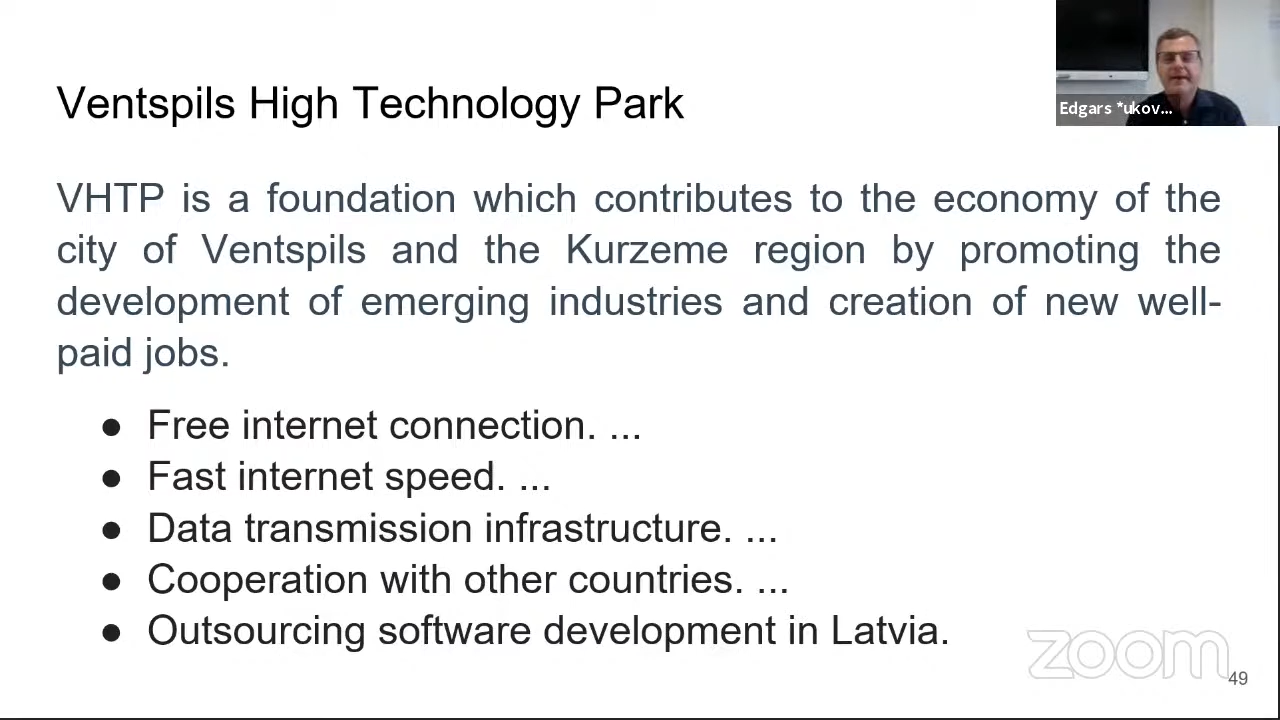 Ventspils High Technology Park
Edgars *ukov...
VHTP is a foundation which contributes to the economy of the
city of Ventspils and the Kurzeme region by promoting the
development of emerging industries and creation of new well-
paid jobs.
● Free internet connection. ...
● Fast internet speed. ...
● Data transmission infrastructure. ...
● Cooperation with other countries. ...
● Outsourcing software development in Latvia.
zoom
49